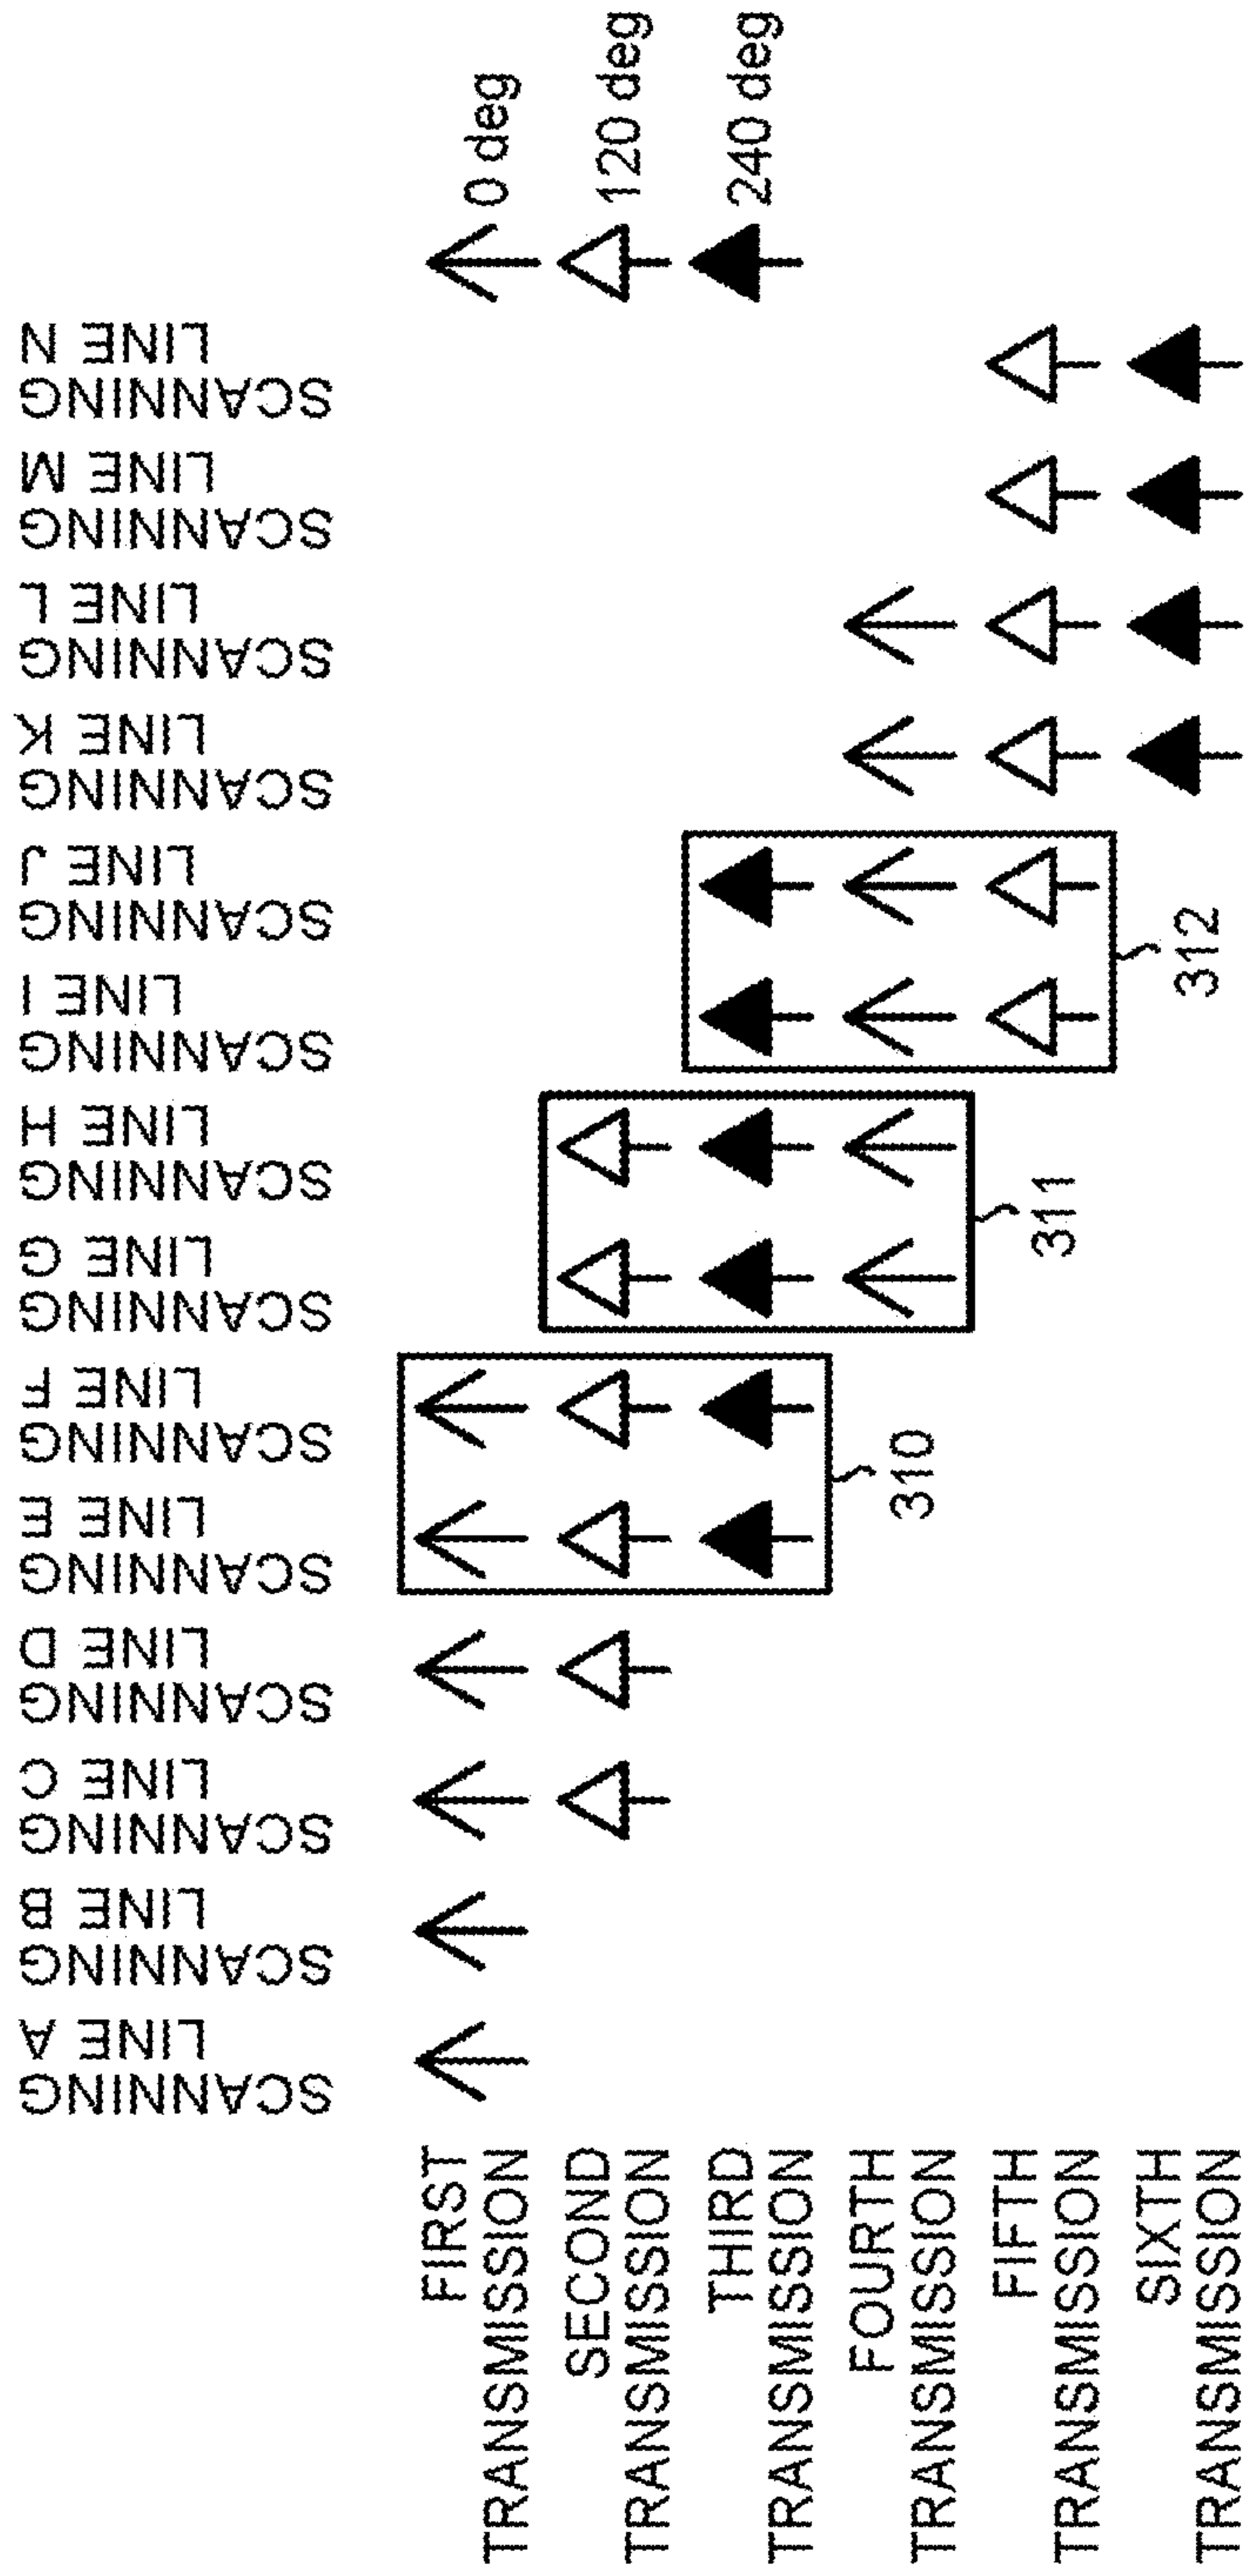 SCANNING
LINE A
SCANNING
LINE B
SCANNING
LINE C
SCANNING
LINE D
SCANNING
LINE E
SCANNING
LINE F
SCANNING
LINE G
SCANNING
LINE H
SCANNING
LINE I
SCANNING
LINE J
SCANNING
LINE K
SCANNING
LINE L
SCANNING
LINE M
SCANNING
LINE N
FIRST
TRANSMISSION
SECOND
TRANSMISSION
THIRD
TRANSMISSION
FOURTH
TRANSMISSION
FIFTH
TRANSMISSION
SIXTH
TRANSMISSION
310
311
312
0 deg
120 deg
240 deg